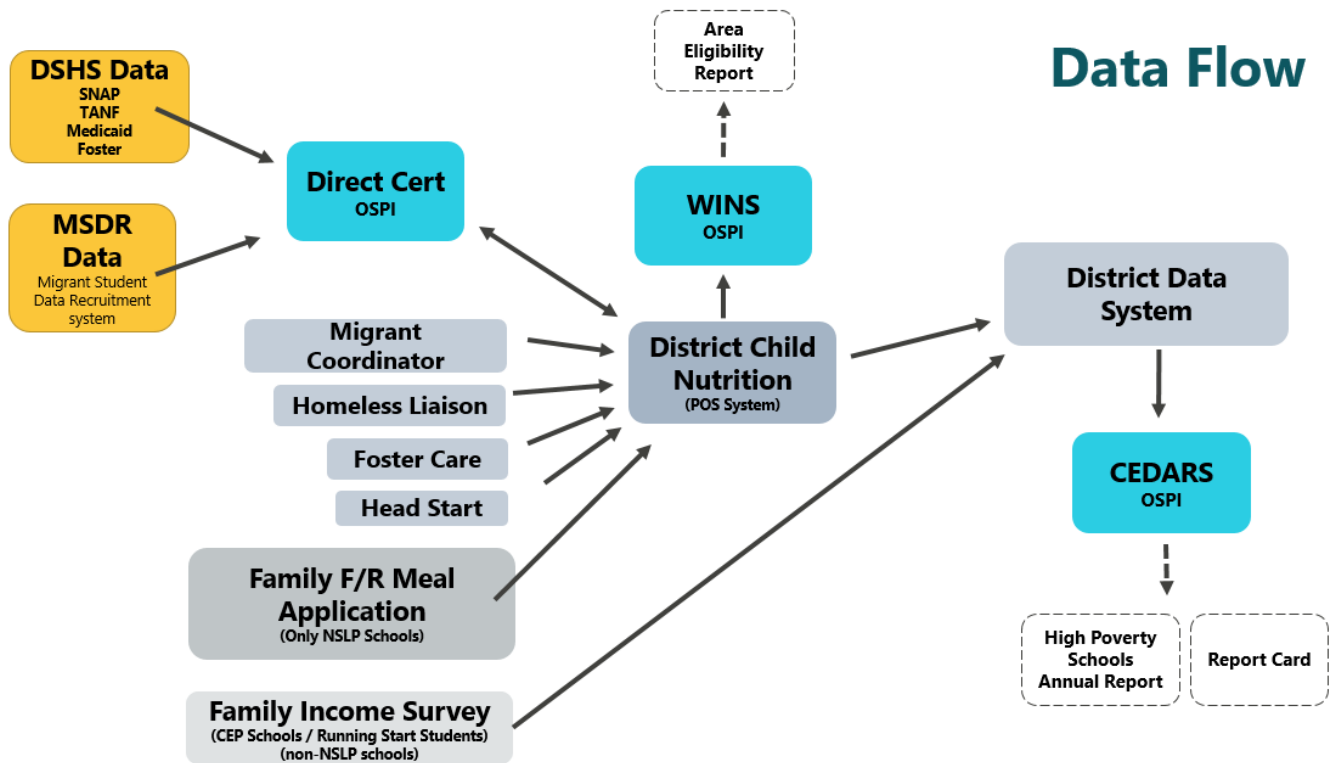 Data Flow
DSHS Data
SNAP
TANF
Medicaid
Foster
MSDR
Data
Migrant Student
Data Recruitment
system
Direct Cert
OSPI
Area
Eligibility
Report
WINS
OSPI
Migrant
Coordinator
Homeless Liaison
Foster Care
Head Start
Family F/R Meal
Application
(Only NSLP Schools)
Family Income Survey
(CEP Schools / Running Start Students)
(non-NSLP schools)
District Child
Nutrition
(POS System)
District Data
System
CEDARS
OSPI
High Poverty
Schools
Annual Report
Report Card